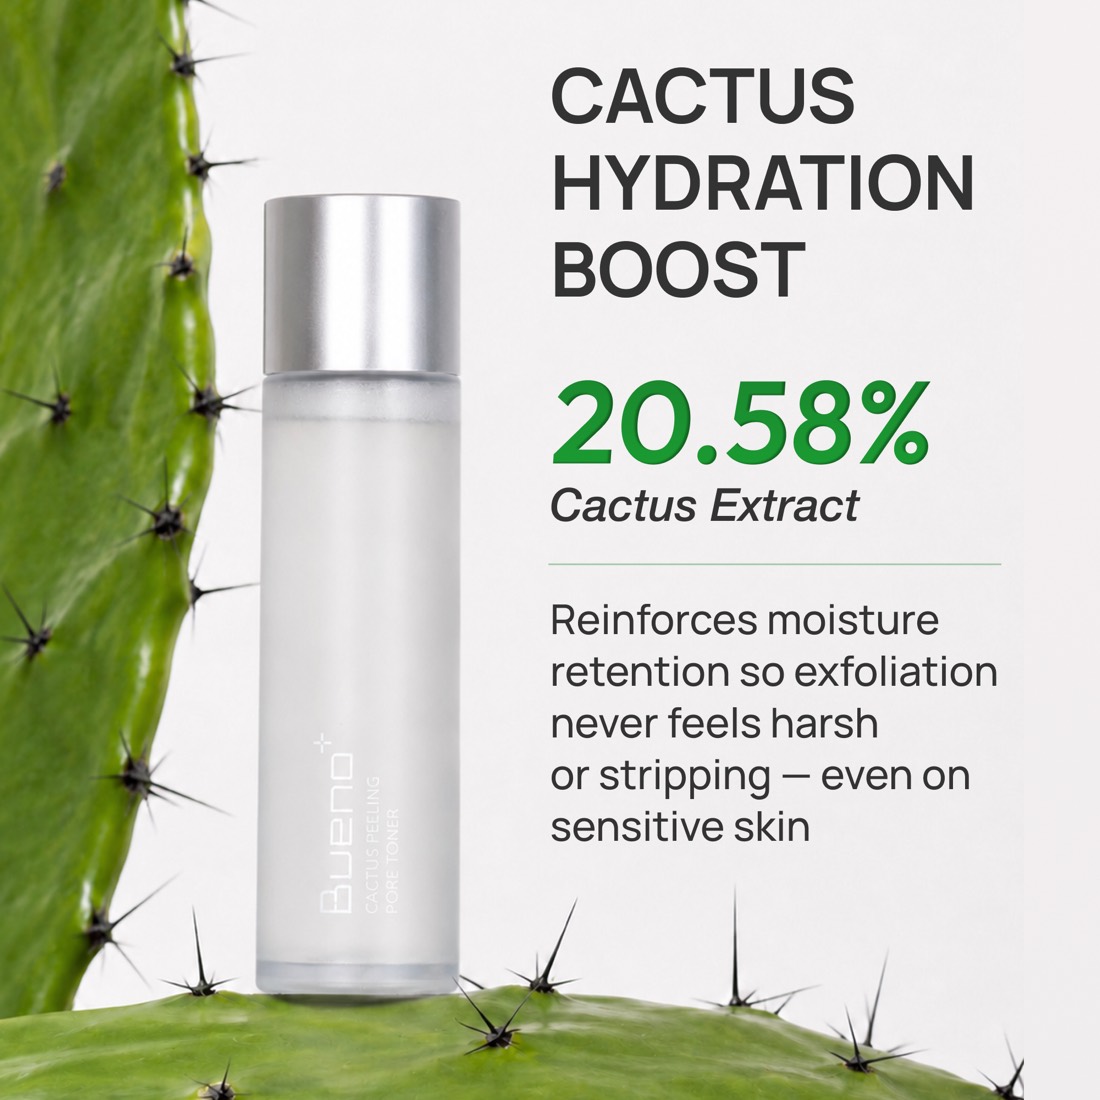 CACTUS
HYDRATION
BOOST
20.58%
Cactus Extract
Reinforces moisture
retention so exfoliation
never feels harsh
or stripping — even on
sensitive skin
Bueno+
CACTUS PEELING
PORE TONER